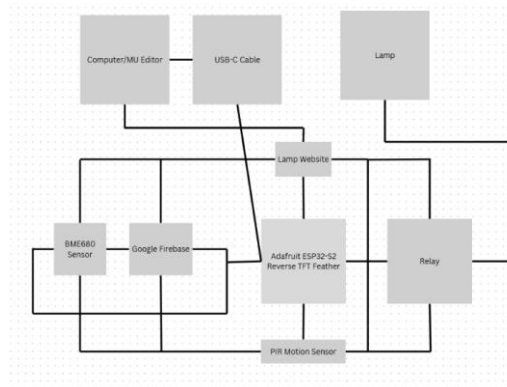 Computer/MU Editor
USB-C Cable
Lamp
Lamp Website
BME680
Sensor
Google Firebase
Adafruit ESP32-S2
Reverse TFT Feather
Relay
PIR Motion Sensor